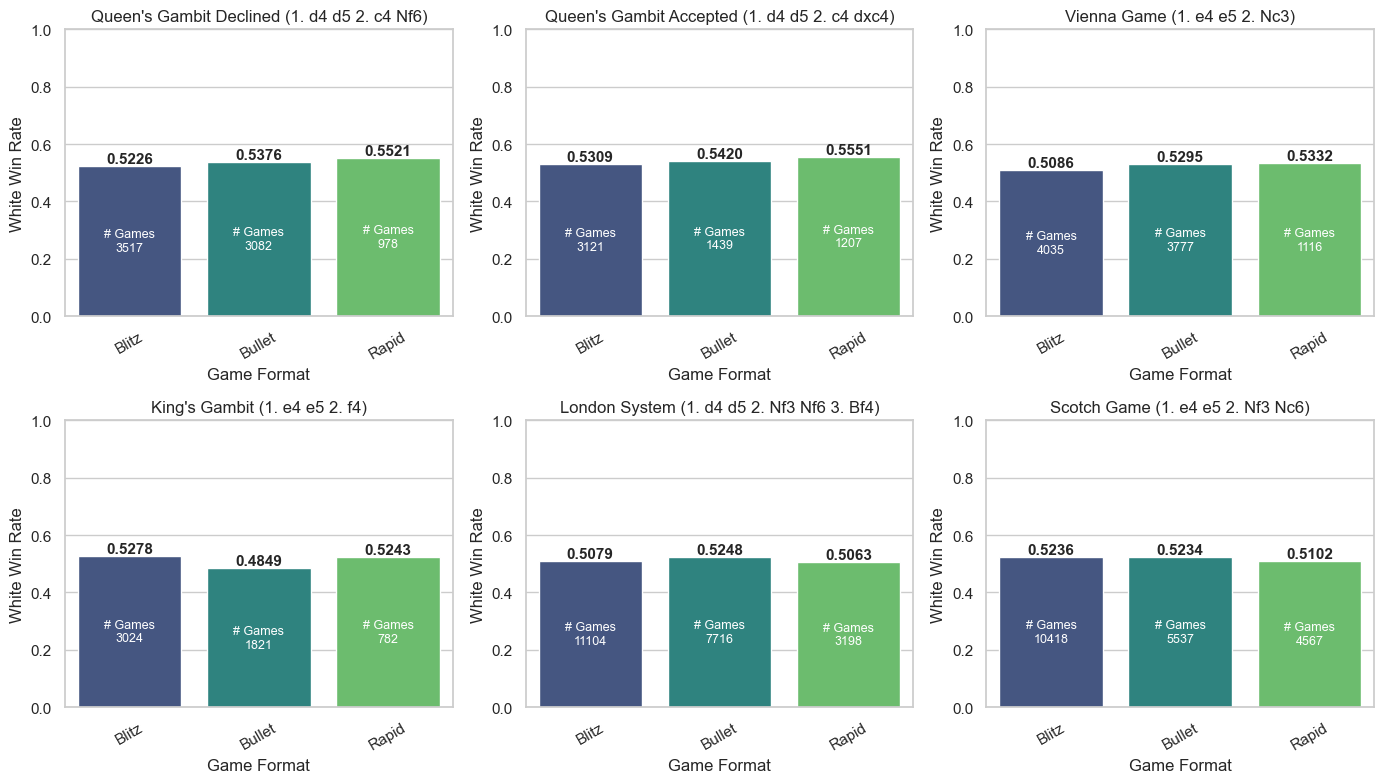 Queen's Gambit Declined (1. d4 d5 2. c4 Nf6)
White Win Rate
1.0
0.8
0.6
0.4
0.2
0.0
0.5226
0.5376
0.5521
# Games
3517
# Games
3082
# Games
978
Blitz
Bullet
Rapid
Game Format
Queen's Gambit Accepted (1. d4 d5 2. c4 dxc4)
White Win Rate
1.0
0.8
0.6
0.4
0.2
0.0
0.5309
0.5420
0.5551
# Games
3121
# Games
1439
# Games
1207
Blitz
Bullet
Rapid
Game Format
Vienna Game (1. e4 e5 2. Nc3)
White Win Rate
1.0
0.8
0.6
0.4
0.2
0.0
0.5086
0.5295
0.5332
# Games
4035
# Games
3777
# Games
1116
Blitz
Bullet
Rapid
Game Format
King's Gambit (1. e4 e5 2. f4)
White Win Rate
1.0
0.8
0.6
0.4
0.2
0.0
0.5278
0.4849
0.5243
# Games
3024
# Games
1821
# Games
782
Blitz
Bullet
Rapid
Game Format
London System (1. d4 d5 2. Nf3 Nf6 3. Bf4)
White Win Rate
1.0
0.8
0.6
0.4
0.2
0.0
0.5079
0.5248
0.5063
# Games
11104
# Games
7716
# Games
3198
Blitz
Bullet
Rapid
Game Format
Scotch Game (1. e4 e5 2. Nf3 Nc6)
White Win Rate
1.0
0.8
0.6
0.4
0.2
0.0
0.5236
0.5234
0.5102
# Games
10418
# Games
5537
# Games
4567
Blitz
Bullet
Rapid
Game Format